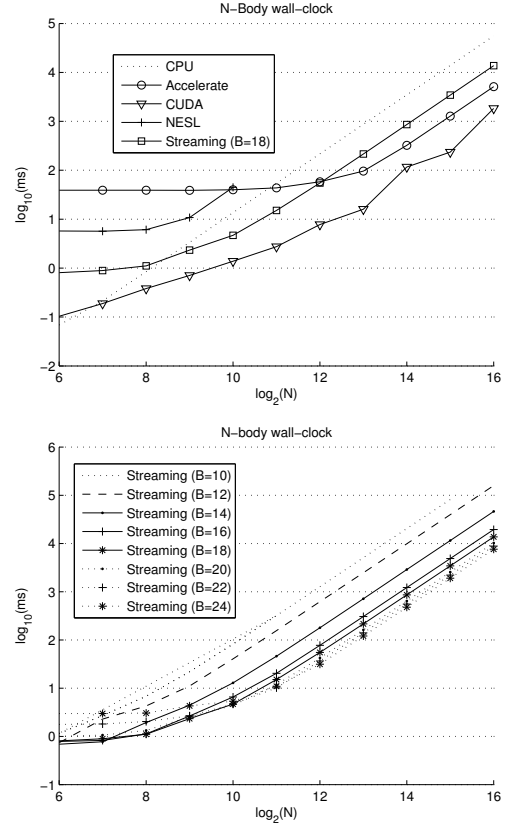 N-Body wall-clock
5
4
3
2
1
0
-1
-2
log10(ms)
CPU
Accelerate
CUDA
NESL
Streaming (B=18)
6
8
10
12
14
16
log2(N)
N-body wall-clock
6
5
4
3
2
1
0
-1
log10(ms)
Streaming (B=10)
Streaming (B=12)
Streaming (B=14)
Streaming (B=16)
Streaming (B=18)
Streaming (B=20)
Streaming (B=22)
Streaming (B=24)
6
8
10
12
14
16
log2(N)